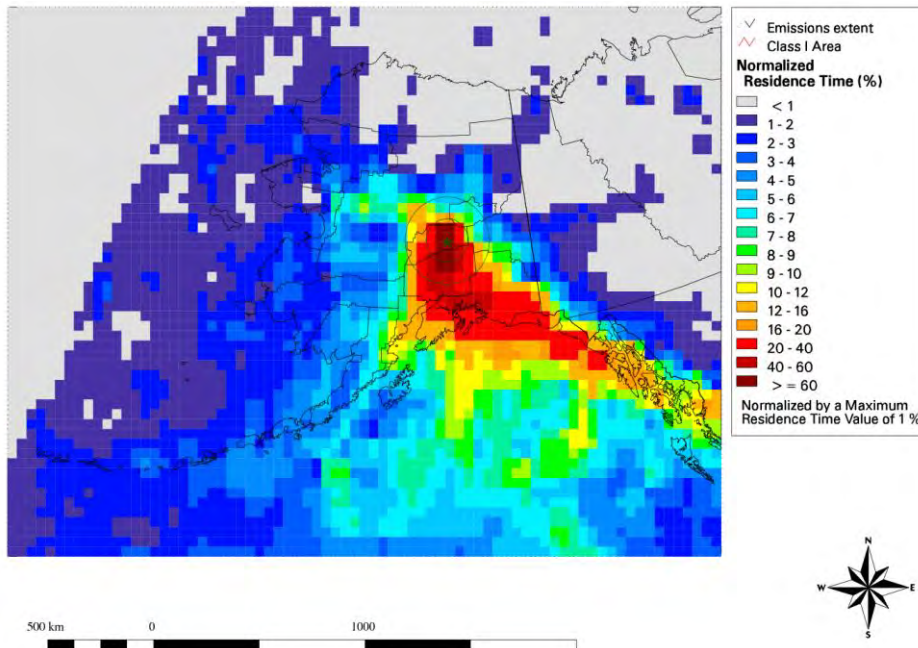 Emissions extent
Class I Area
Normalized
Residence Time (%)
< 1
1 - 2
2 - 3
3 - 4
4 - 5
5 - 6
6 - 7
7 - 8
8 - 9
9 - 10
10 - 12
12 - 16
16 - 20
20 - 40
40 - 60
> = 60
Normalized by a Maximum
Residence Time Value of 1 %
N
W E
S
500 km 0 1000